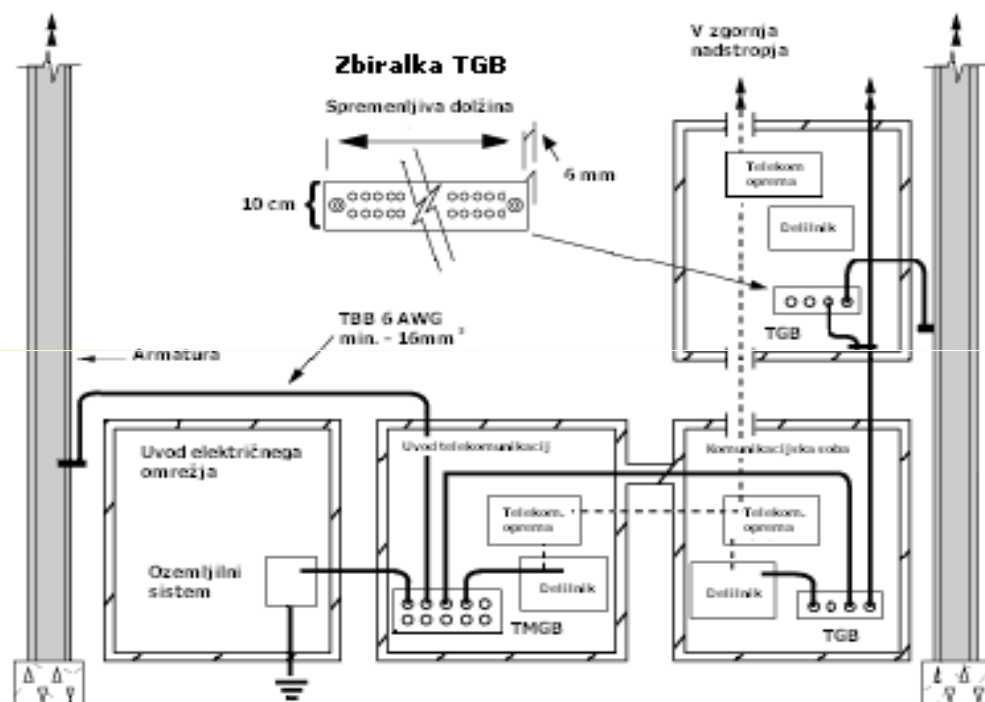 V zgornja
nadstropja
Zbiralka TGB
Spremenljiva dolžina
6 mm
10 cm
Telekom
oprema
Delilnik
TGB
TBB 6 AWG
min. - 16mm²
Armatura
Uvod električnega
omrežja
Uvod telekomunikacij
Komunikacijska soba
Telekom.
oprema
Telekom.
oprema
Ozemljilni
sistem
Delilnik
Delilnik
TMGB
TGB